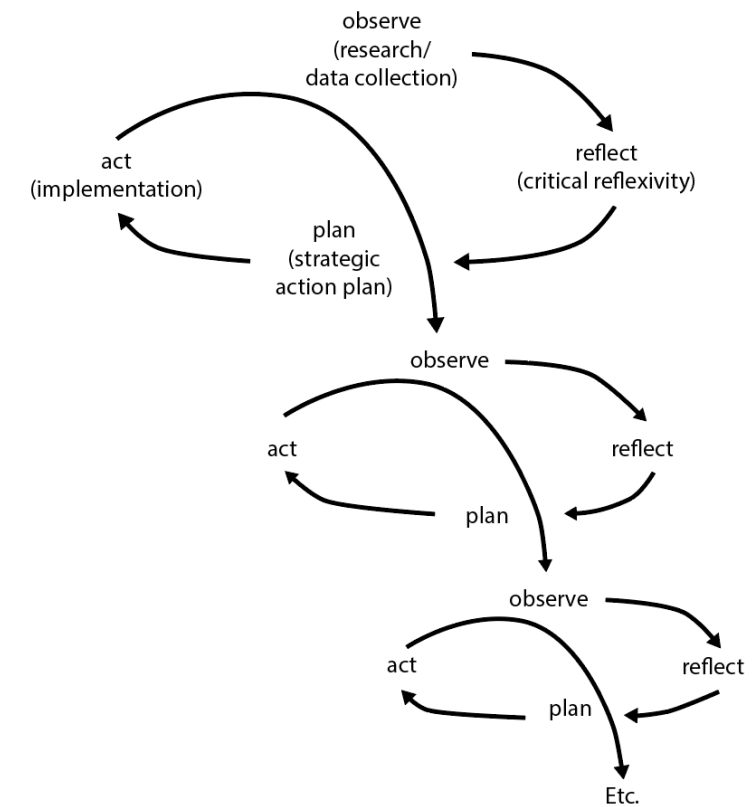 observe
(research/
data collection)
reflect
(critical reflexivity)
plan
(strategic
action plan)
act
(implementation)
observe
reflect
plan
act
observe
reflect
plan
act
Etc.